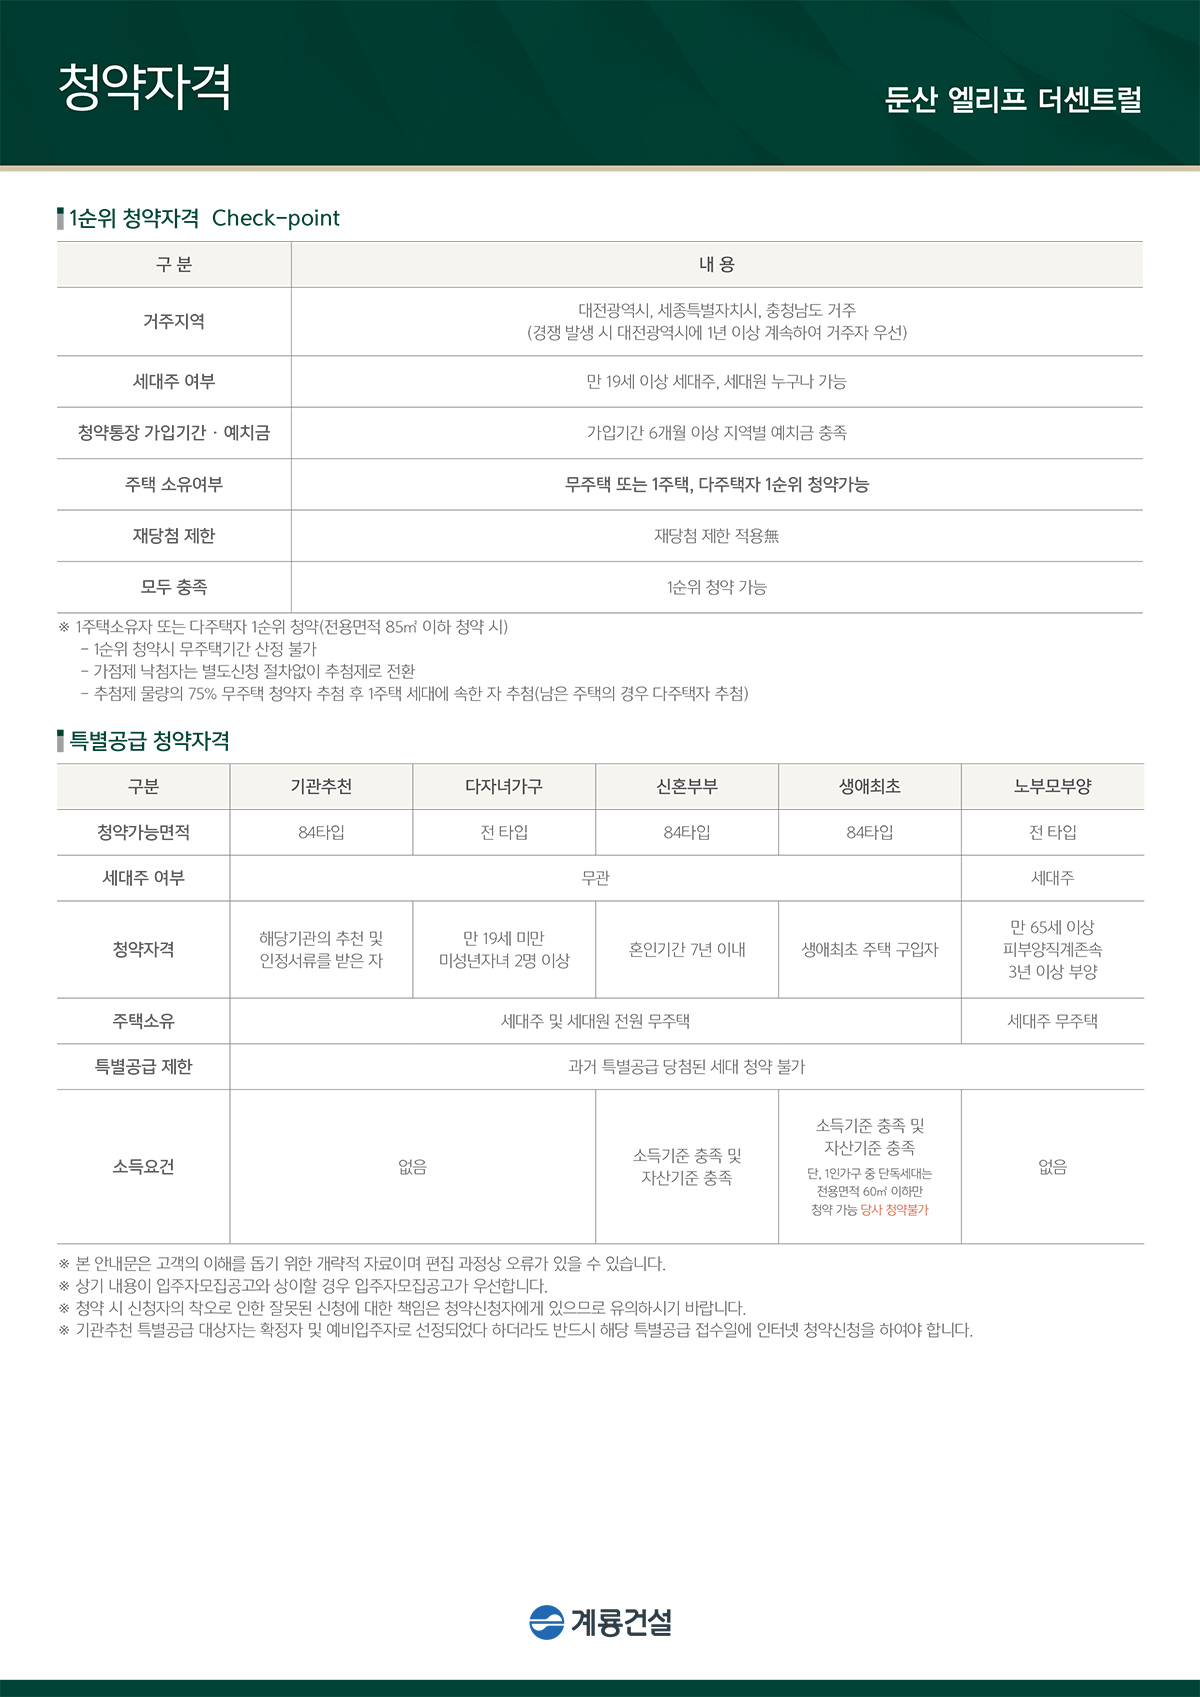 청약자격
둔산 엘리프 더센트럴
1순위 청약자격 Check-point
구 분
내 용
거주지역
대전광역시, 세종특별자치시, 충청남도 거주
(경쟁 발생 시 대전광역시에 1년 이상 계속하여 거주자 우선)
세대주 여부
만 19세 이상 세대주, 세대원 누구나 가능
청약통장 가입기간 · 예치금
가입기간 6개월 이상 지역별 예치금 충족
주택 소유여부
무주택 또는 1주택, 다주택자 1순위 청약가능
재당첨 제한
재당첨 제한 적용無
모두 충족
1순위 청약 가능
※ 1주택소유자 또는 다주택자 1순위 청약(전용면적 85㎡ 이하 청약 시)
- 1순위 청약시 무주택기간 산정 불가
- 가점제 낙첨자는 별도신청 절차없이 추첨제로 전환
- 추첨제 물량의 75% 무주택 청약자 추첨 후 1주택 세대에 속한 자 추첨(남은 주택의 경우 다주택자 추첨)
특별공급 청약자격
구분 기관추천 다자녀가구 신혼부부 생애최초 노부모부양
청약가능면적 84타입 전 타입 84타입 84타입 전 타입
세대주 여부 무관 세대주
청약자격
해당기관의 추천 및
인정서류를 받은 자
만 19세 미만
미성년자녀 2명 이상
혼인기간 7년 이내
생애최초 주택 구입자
만 65세 이상
피부양직계존속
3년 이상 부양
주택소유 세대주 및 세대원 전원 무주택 세대주 무주택
특별공급 제한 과거 특별공급 당첨된 세대 청약 불가
소득요건
없음
소득기준 충족 및
자산기준 충족
소득기준 충족 및
자산기준 충족
단, 1인가구 중 단독세대는
전용면적 60㎡ 이하만
청약 가능 당사 청약불가
없음
※ 본 안내문은 고객의 이해를 돕기 위한 개략적 자료이며 편집 과정상 오류가 있을 수 있습니다.
※ 상기 내용이 입주자모집공고와 상이할 경우 입주자모집공고가 우선합니다.
※ 청약 시 신청자의 착오로 인한 잘못된 신청에 대한 책임은 청약신청자에게 있으므로 유의하시기 바랍니다.
※ 기관추천 특별공급 대상자는 확정자 및 예비입주자로 선정되었다 하더라도 반드시 해당 특별공급 접수일에 인터넷 청약신청을 하여야 합니다.
계룡건설